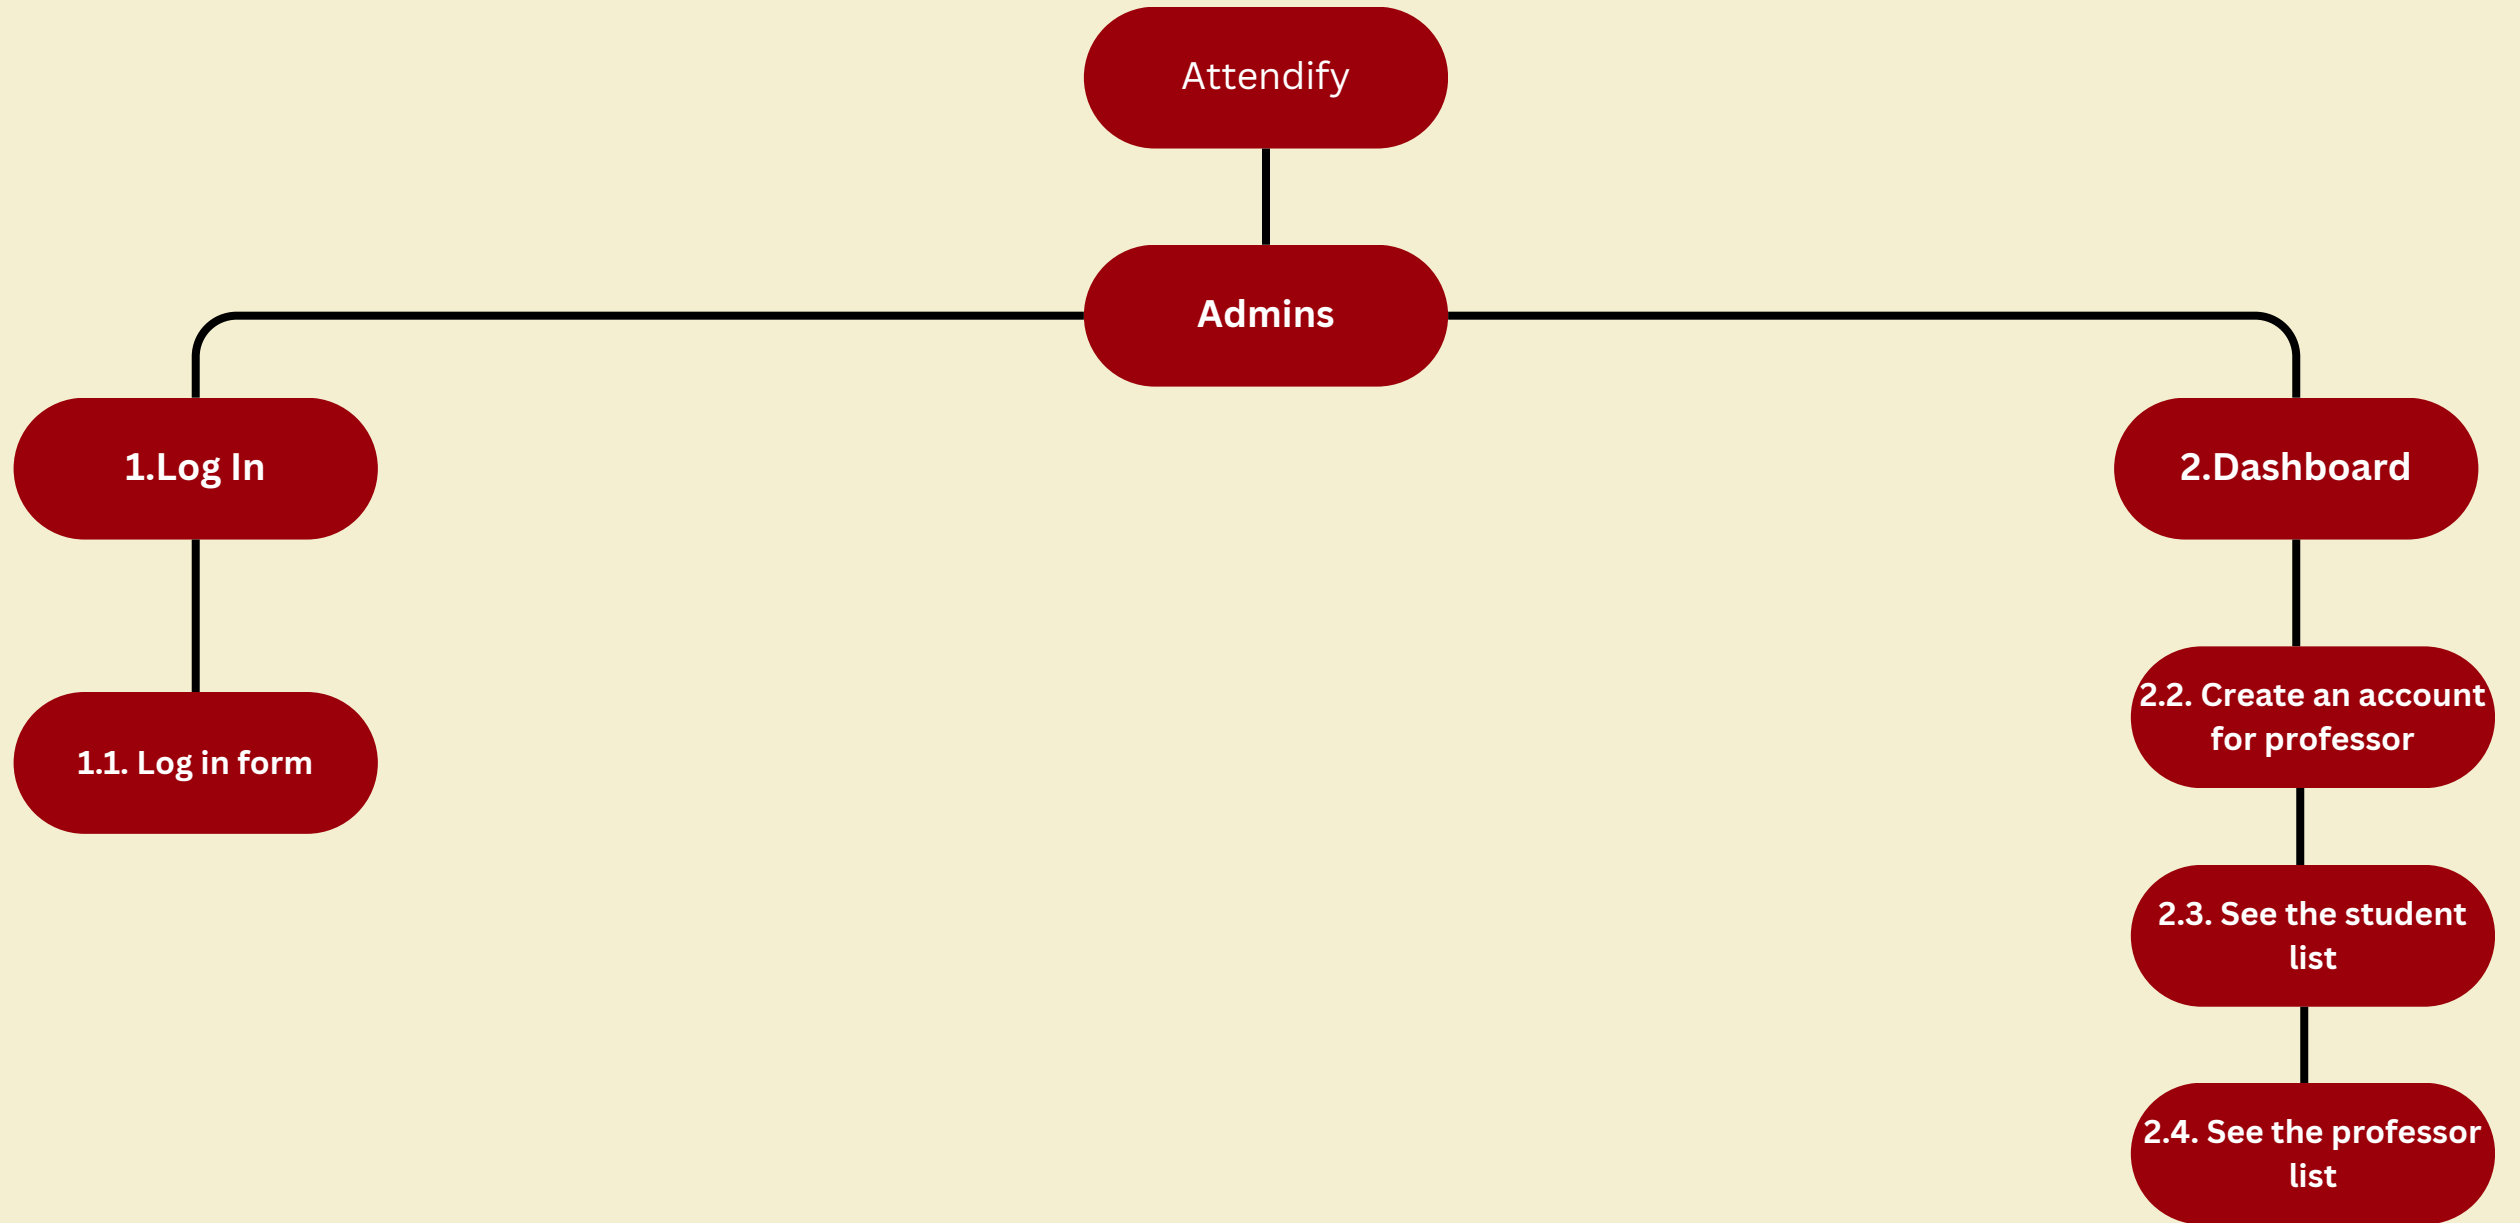 Attendify
Admins
1.Log In
2.Dashboard
1.1. Log in form
2.2. Create an account
for professor
2.3. See the student
list
2.4. See the professor
list